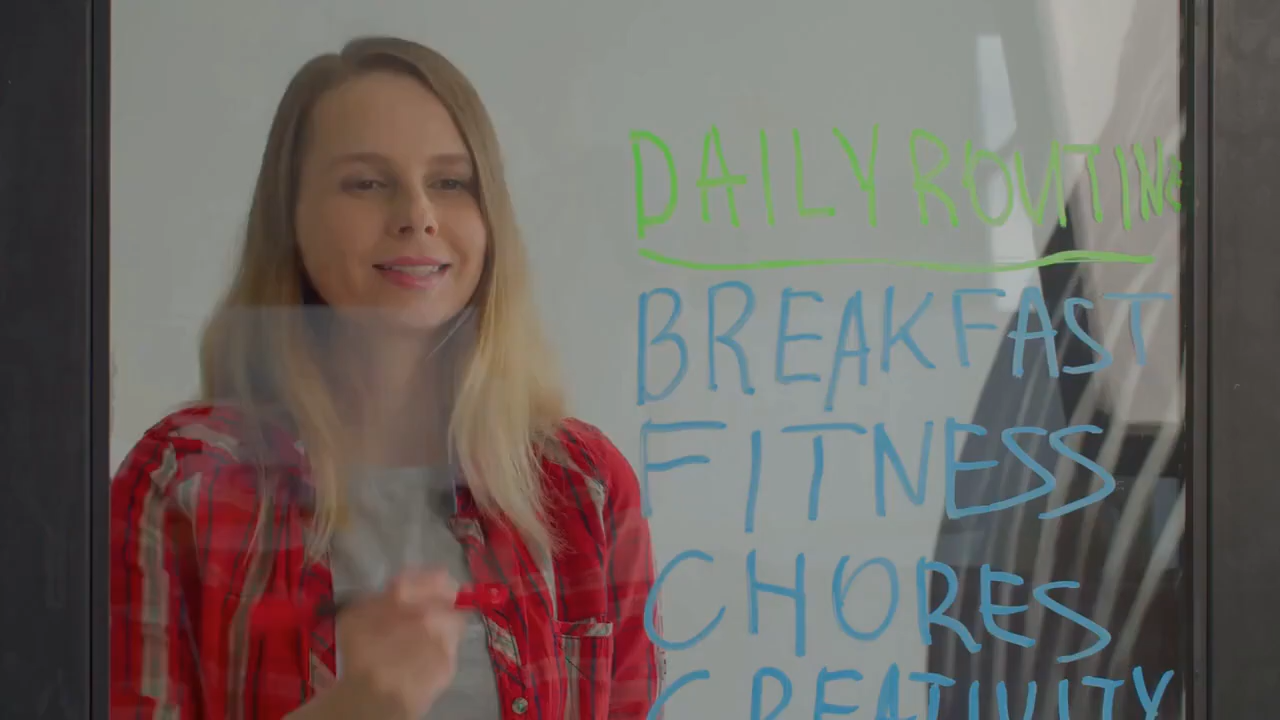 DAILY ROUTINE
BREAKFAST
FITNESS
CHORES
CREATIVITY